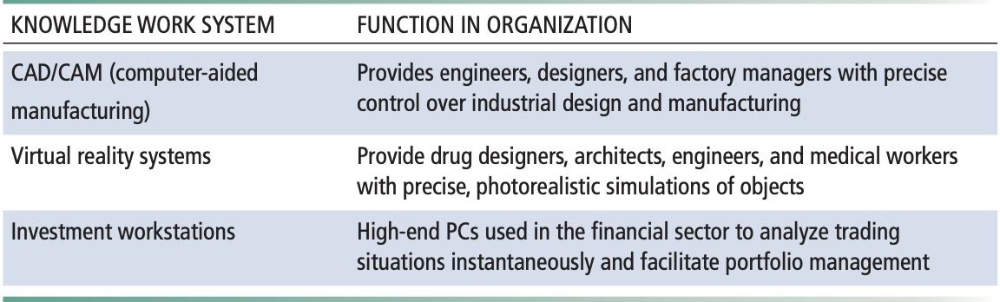 KNOWLEDGE WORK SYSTEM FUNCTION IN ORGANIZATION
CAD/CAM (computer-aided
manufacturing)
Provides engineers, designers, and factory managers with precise
control over industrial design and manufacturing
Virtual reality systems
Provide drug designers, architects, engineers, and medical workers
with precise, photorealistic simulations of objects
Investment workstations
High-end PCs used in the financial sector to analyze trading
situations instantaneously and facilitate portfolio management